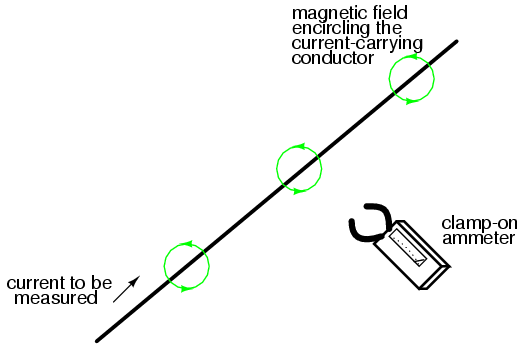 magnetic field
encircling the
current-carrying
conductor
clamp-on
ammeter
current to be
measured